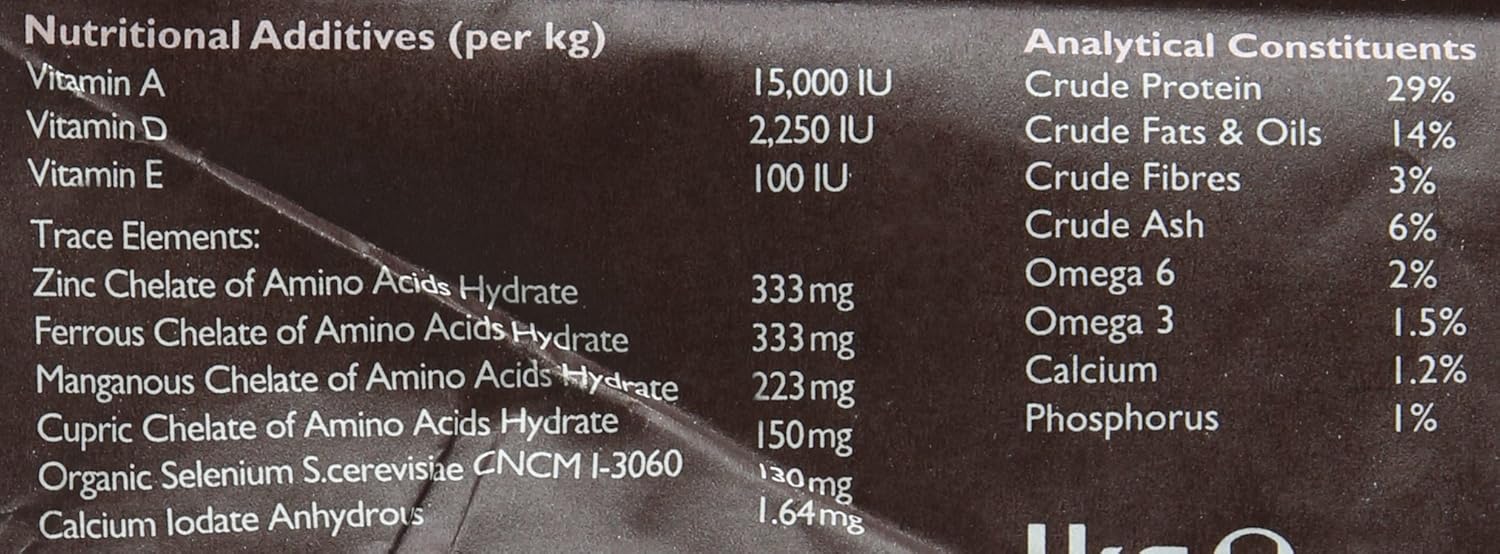 Nutritional Additives (per kg)
Vitamin A 15,000 IU
Vitamin D 2,250 IU
Vitamin E 100 IU
Trace Elements:
Zinc Chelate of Amino Acids Hydrate 333mg
Ferrous Chelate of Amino Acids Hydrate 333mg
Manganous Chelate of Amino Acids Hydrate 223mg
Cupric Chelate of Amino Acids Hydrate 150mg
Organic Selenium S.cerevisiae CNCM I-3060 130mg
Calcium Iodate Anhydrous 1.64mg
Analytical Constituents
Crude Protein 29%
Crude Fats & Oils 14%
Crude Fibres 3%
Crude Ash 6%
Omega 6 2%
Omega 3 1.5%
Calcium 1.2%
Phosphorus 1%